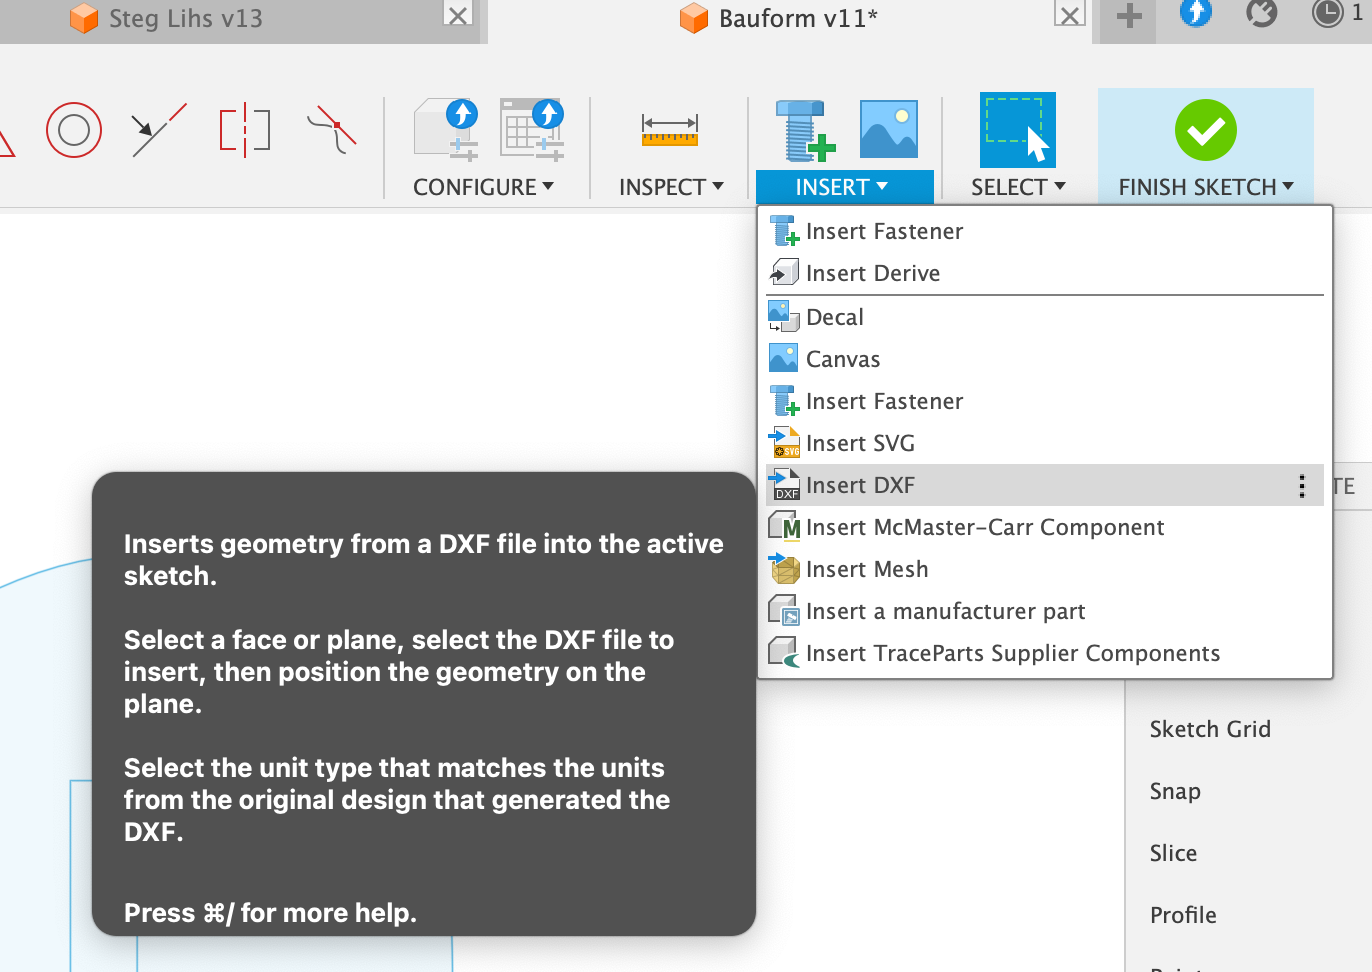 Steg Lihs v13
Bauform v11*
1
CONFIGURE
INSPECT
INSERT
SELECT
FINISH SKETCH
Insert Fastener
Insert Derive
Decal
Canvas
Insert Fastener
SVG
Insert SVG
DXF
Insert DXF
TE
M
Insert McMaster-Carr Component
Insert Mesh
Insert a manufacturer part
Insert TraceParts Supplier Components
Inserts geometry from a DXF file into the active
sketch.
Select a face or plane, select the DXF file to
insert, then position the geometry on the
plane.
Select the unit type that matches the units
from the original design that generated the
DXF.
Press ⌘/ for more help.
Sketch Grid
Snap
Slice
Profile